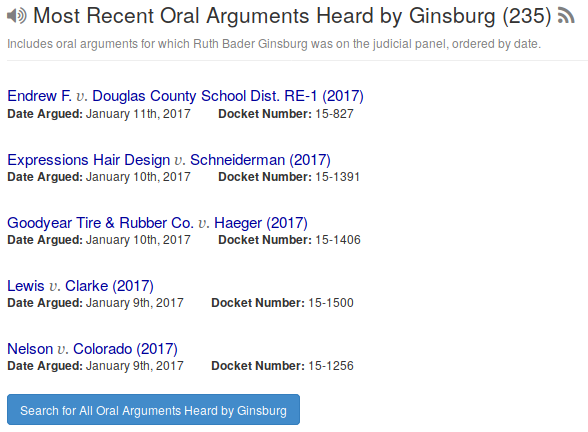 Most Recent Oral Arguments Heard by Ginsburg (235)
Includes oral arguments for which Ruth Bader Ginsburg was on the judicial panel, ordered by date.
Endrew F. v. Douglas County School Dist. RE-1 (2017)
Date Argued: January 11th, 2017 Docket Number: 15-827
Expressions Hair Design v. Schneiderman (2017)
Date Argued: January 10th, 2017 Docket Number: 15-1391
Goodyear Tire & Rubber Co. v. Haeger (2017)
Date Argued: January 10th, 2017 Docket Number: 15-1406
Lewis v. Clarke (2017)
Date Argued: January 9th, 2017 Docket Number: 15-1500
Nelson v. Colorado (2017)
Date Argued: January 9th, 2017 Docket Number: 15-1256
Search for All Oral Arguments Heard by Ginsburg